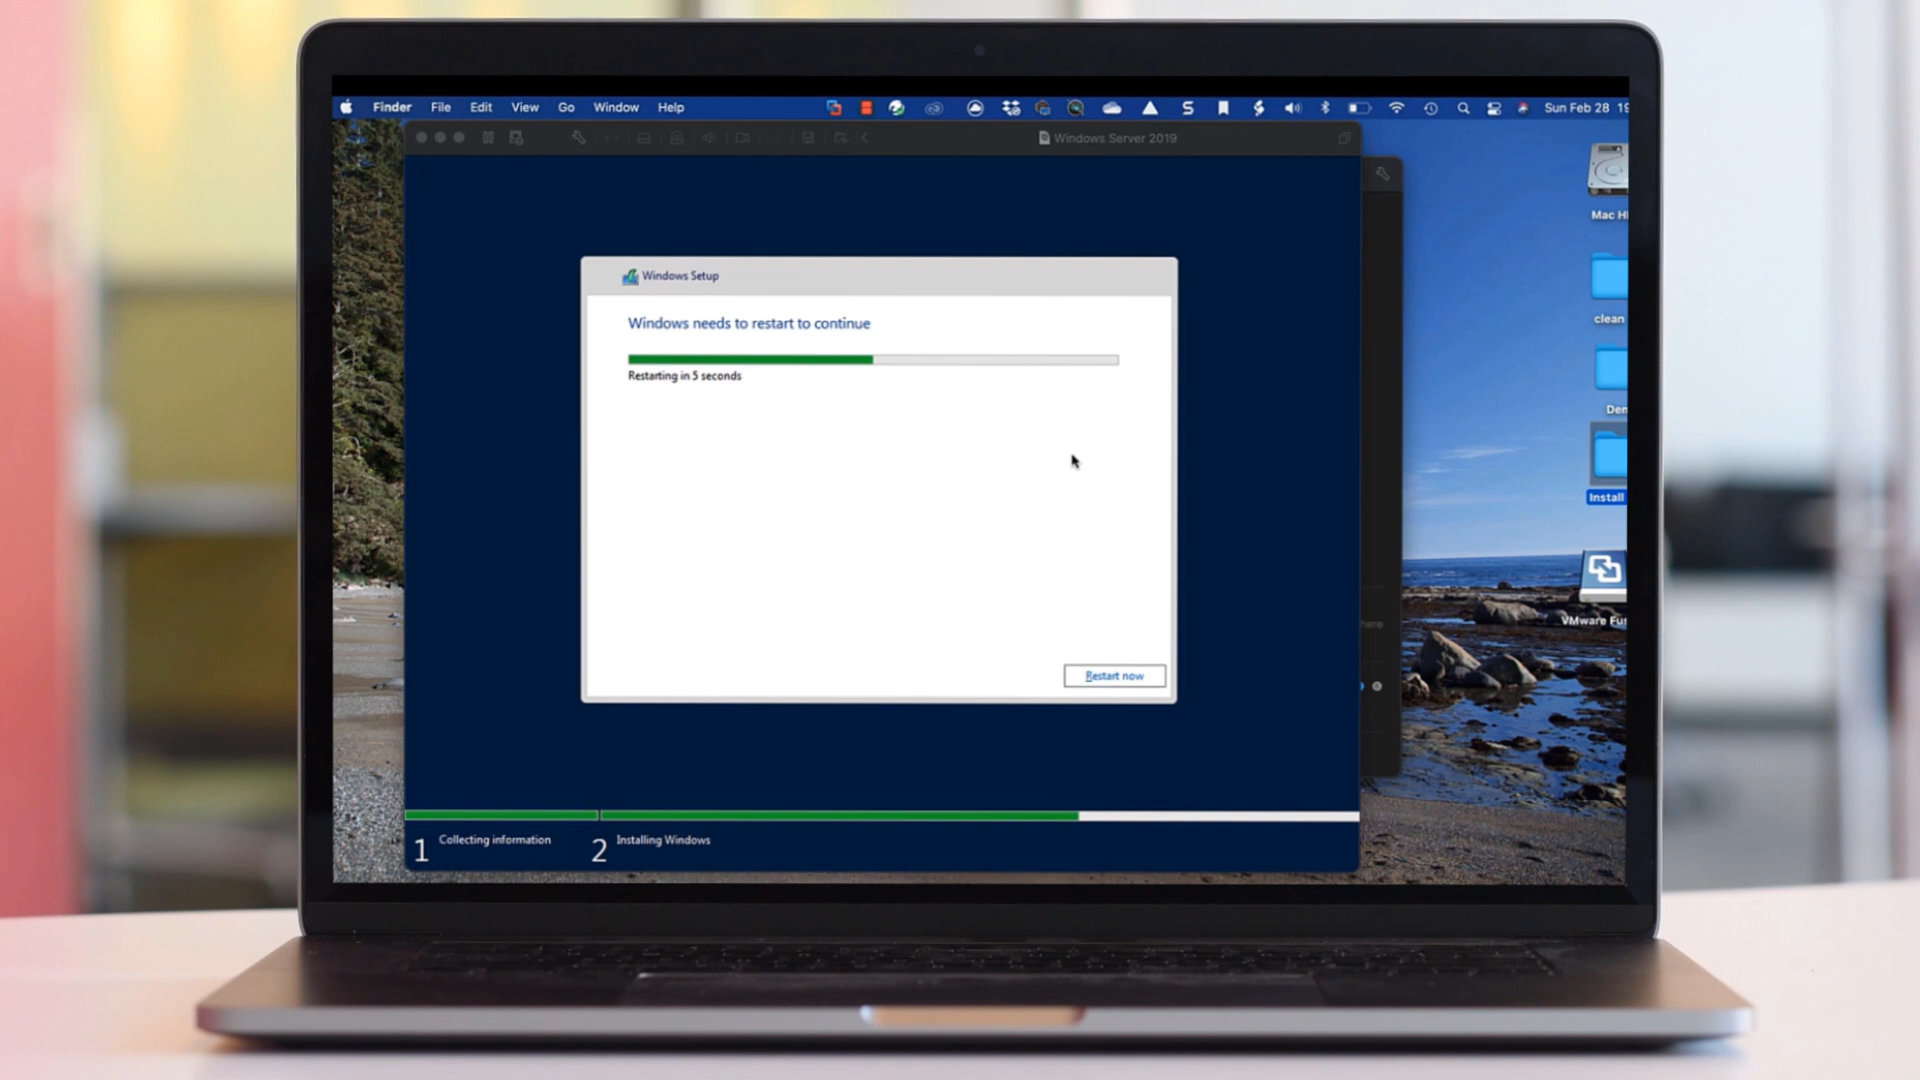 Finder File Edit View Go Window Help
Sun Feb 28
Windows Server 2019
Mac H
Windows Setup
Windows needs to restart to continue
Restarting in 5 seconds
clean
Den
Install
VMware Fu
here
Restart now
1 Collecting information 2 Installing Windows